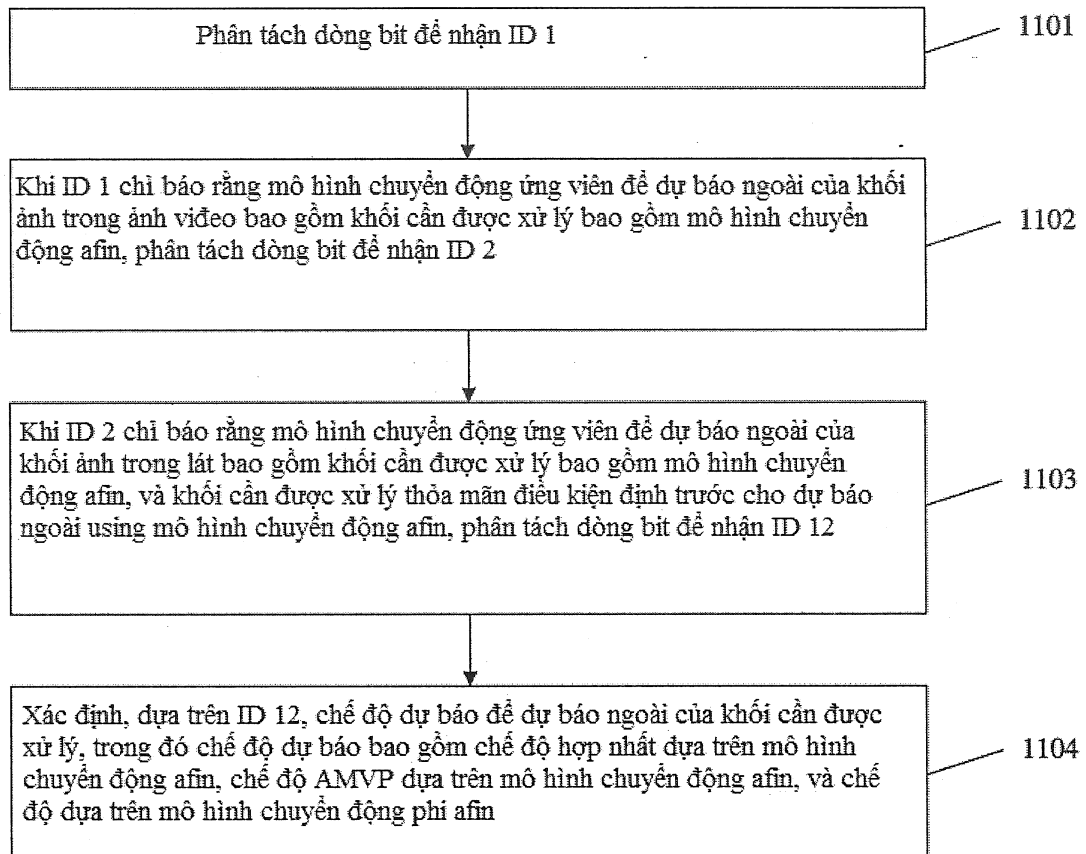 Phân tách dòng bit để nhận ID 1
1101
Khi ID 1 chỉ báo rằng mô hình chuyển động ứng viên để dự báo ngoài của khối
ảnh trong ảnh video bao gồm khối cần được xử lý bao gồm mô hình chuyển
động afin, phân tách dòng bit để nhận ID 2
1102
Khi ID 2 chỉ báo rằng mô hình chuyển động ứng viên để dự báo ngoài của
khối ảnh trong lát bao gồm khối cần được xử lý bao gồm mô hình chuyển
động afin, và khối cần được xử lý thỏa mãn điều kiện định trước cho dự báo
ngoài using mô hình chuyển động afin, phân tách dòng bit để nhận ID 12
1103
Xác định, dựa trên ID 12, chế độ dự báo để dự báo ngoài của khối cần được
xử lý, trong đó chế độ dự báo bao gồm chế độ hợp nhất dựa trên mô hình
chuyển động afin, chế độ AMVP dựa trên mô hình chuyển động afin, và chế
độ dựa trên mô hình chuyển động phi afin
1104